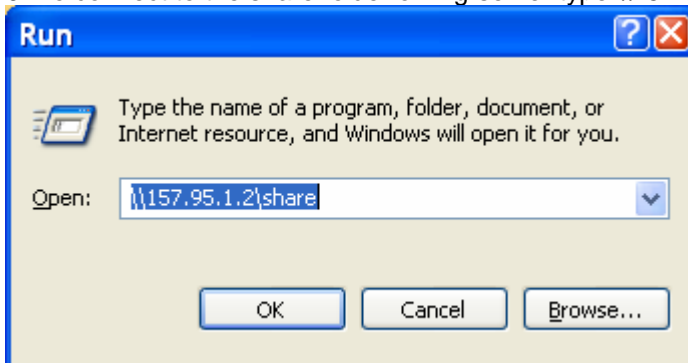 Run
Type the name of a program, folder, document, or
Internet resource, and Windows will open it for you.
Open: \\157.95.1.2\share
OK Cancel Browse...